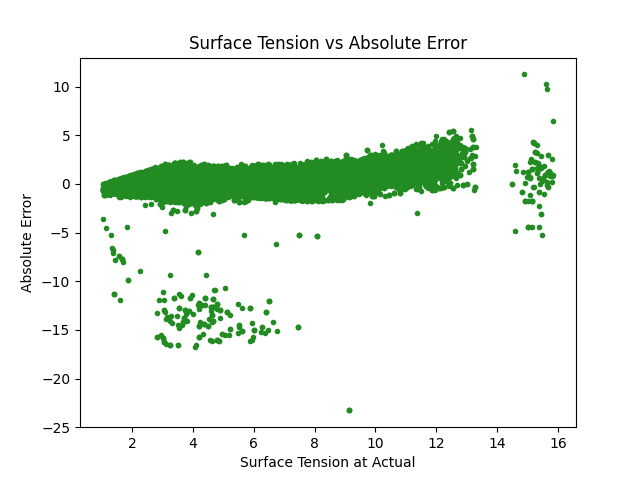 Surface Tension vs Absolute Error
Absolute Error
10
5
0
−5
−10
−15
−20
−25
2 4 6 8 10 12 14 16
Surface Tension at Actual